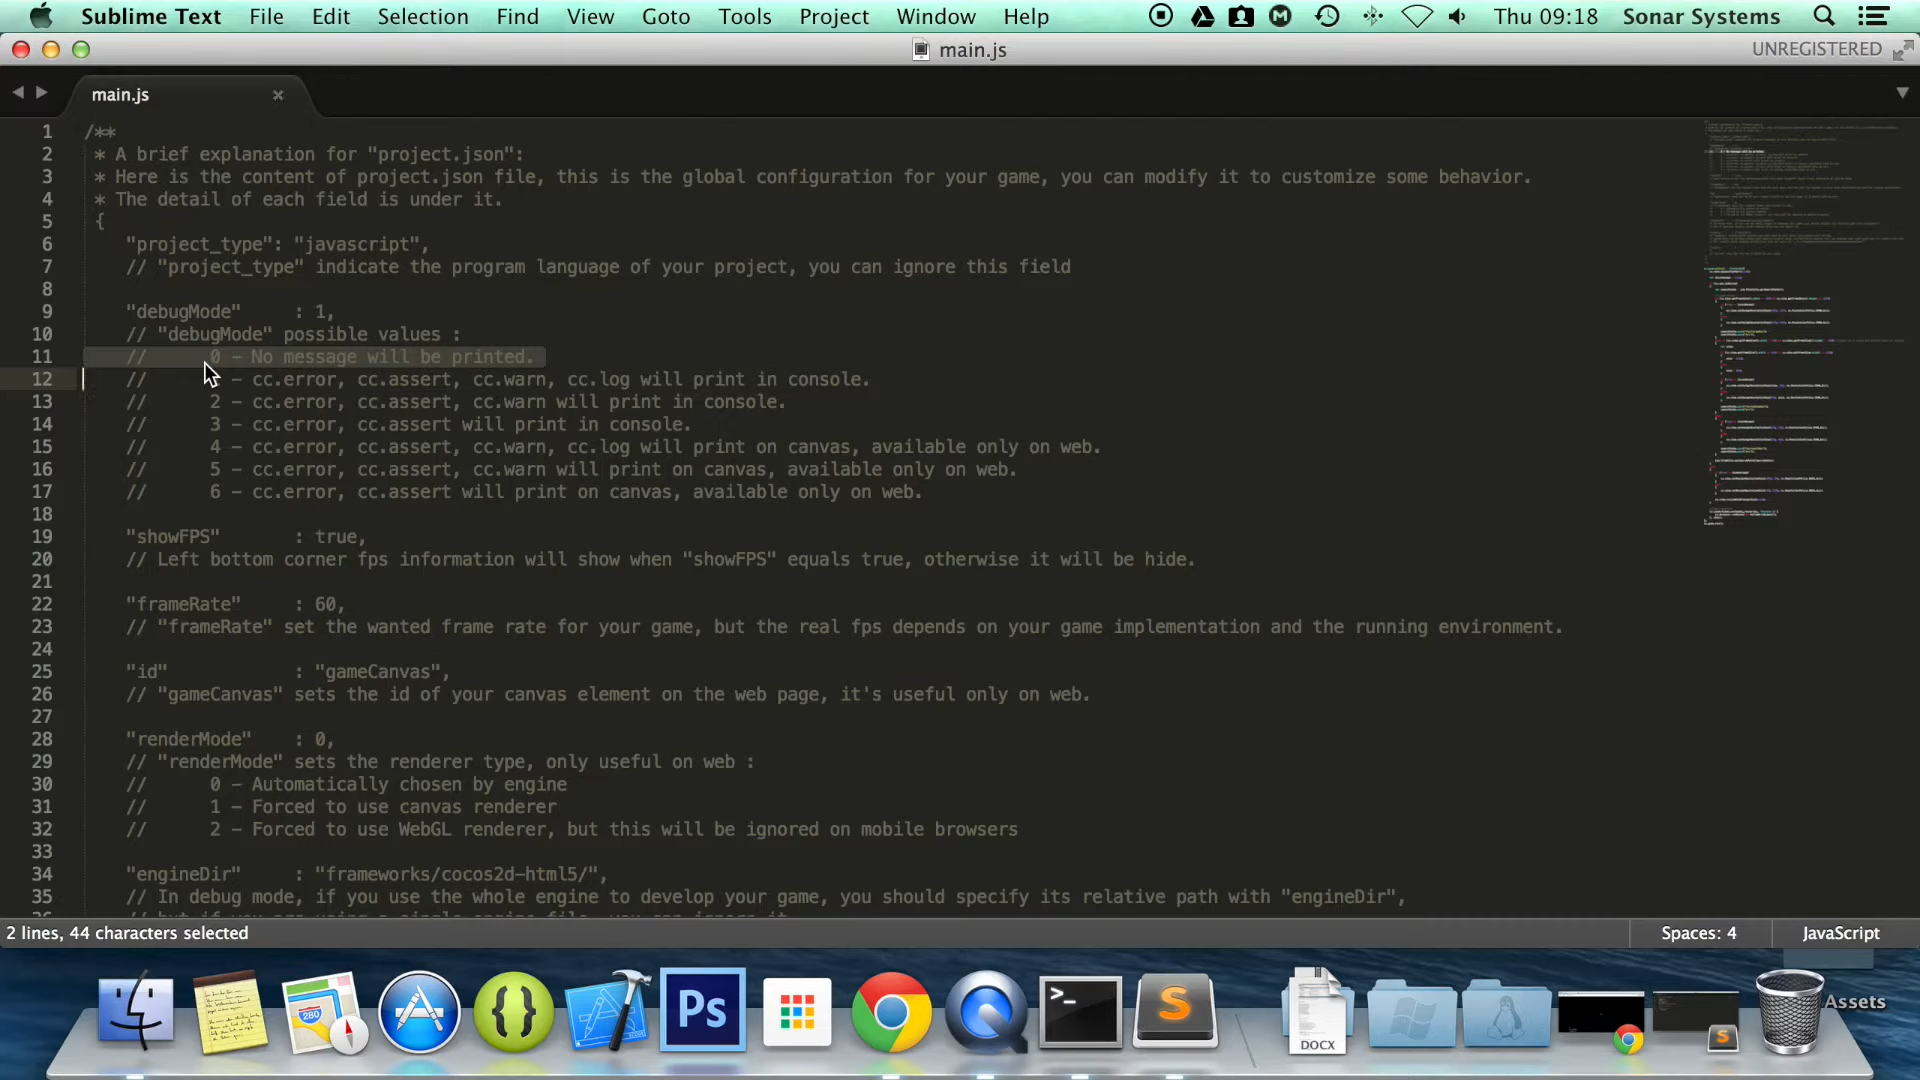 Sublime Text File Edit Selection Find View Goto Tools Project Window Help Thu 09:18 Sonar Systems
main.js UNREGISTERED
main.js
1 /**
2 * A brief explanation for "project.json":
3 * Here is the content of project.json file, this is the global configuration for your game, you can modify it to customize some behavior.
4 * The detail of each field is under it.
5 {
6 "project_type": "javascript",
7 // "project_type" indicate the program language of your project, you can ignore this field
8
9 "debugMode" : 1,
10 // "debugMode" possible values :
11 // 0 - No message will be printed.
12 // - cc.error, cc.assert, cc.warn, cc.log will print in console.
13 // 2 - cc.error, cc.assert, cc.warn will print in console.
14 // 3 - cc.error, cc.assert will print in console.
15 // 4 - cc.error, cc.assert, cc.warn, cc.log will print on canvas, available only on web.
16 // 5 - cc.error, cc.assert, cc.warn will print on canvas, available only on web.
17 // 6 - cc.error, cc.assert will print on canvas, available only on web.
18
19 "showFPS" : true,
20 // Left bottom corner fps information will show when "showFPS" equals true, otherwise it will be hide.
21
22 "frameRate" : 60,
23 // "frameRate" set the wanted frame rate for your game, but the real fps depends on your game implementation and the running environment.
24
25 "id" : "gameCanvas",
26 // "gameCanvas" sets the id of your canvas element on the web page, it's useful only on web.
27
28 "renderMode" : 0,
29 // "renderMode" sets the renderer type, only useful on web :
30 // 0 - Automatically chosen by engine
31 // 1 - Forced to use canvas renderer
32 // 2 - Forced to use WebGL renderer, but this will be ignored on mobile browsers
33
34 "engineDir" : "frameworks/cocos2d-html5/",
35 // In debug mode, if you use the whole engine to develop your game, you should specify its relative path with "engineDir",
2 lines, 44 characters selected Spaces: 4 JavaScript
280
Ps
>_
S
DOCX
Assets